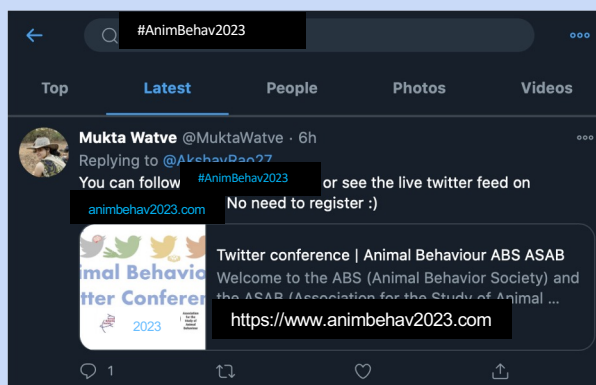 #AnimBehav2023
Top Latest People Photos Videos
Mukta Watve @MuktaWatve · 6h
Replying to @AkshayRao27
You can follow #AnimBehav2023 or see the live twitter feed on
animbehav2023.com No need to register :)
imal Behavio
tter Conferen
2023
Twitter conference | Animal Behaviour ABS ASAB
Welcome to the ABS (Animal Behavior Society) and
the ASAB (Association for the Study of Animal ...
https://www.animbehav2023.com
1